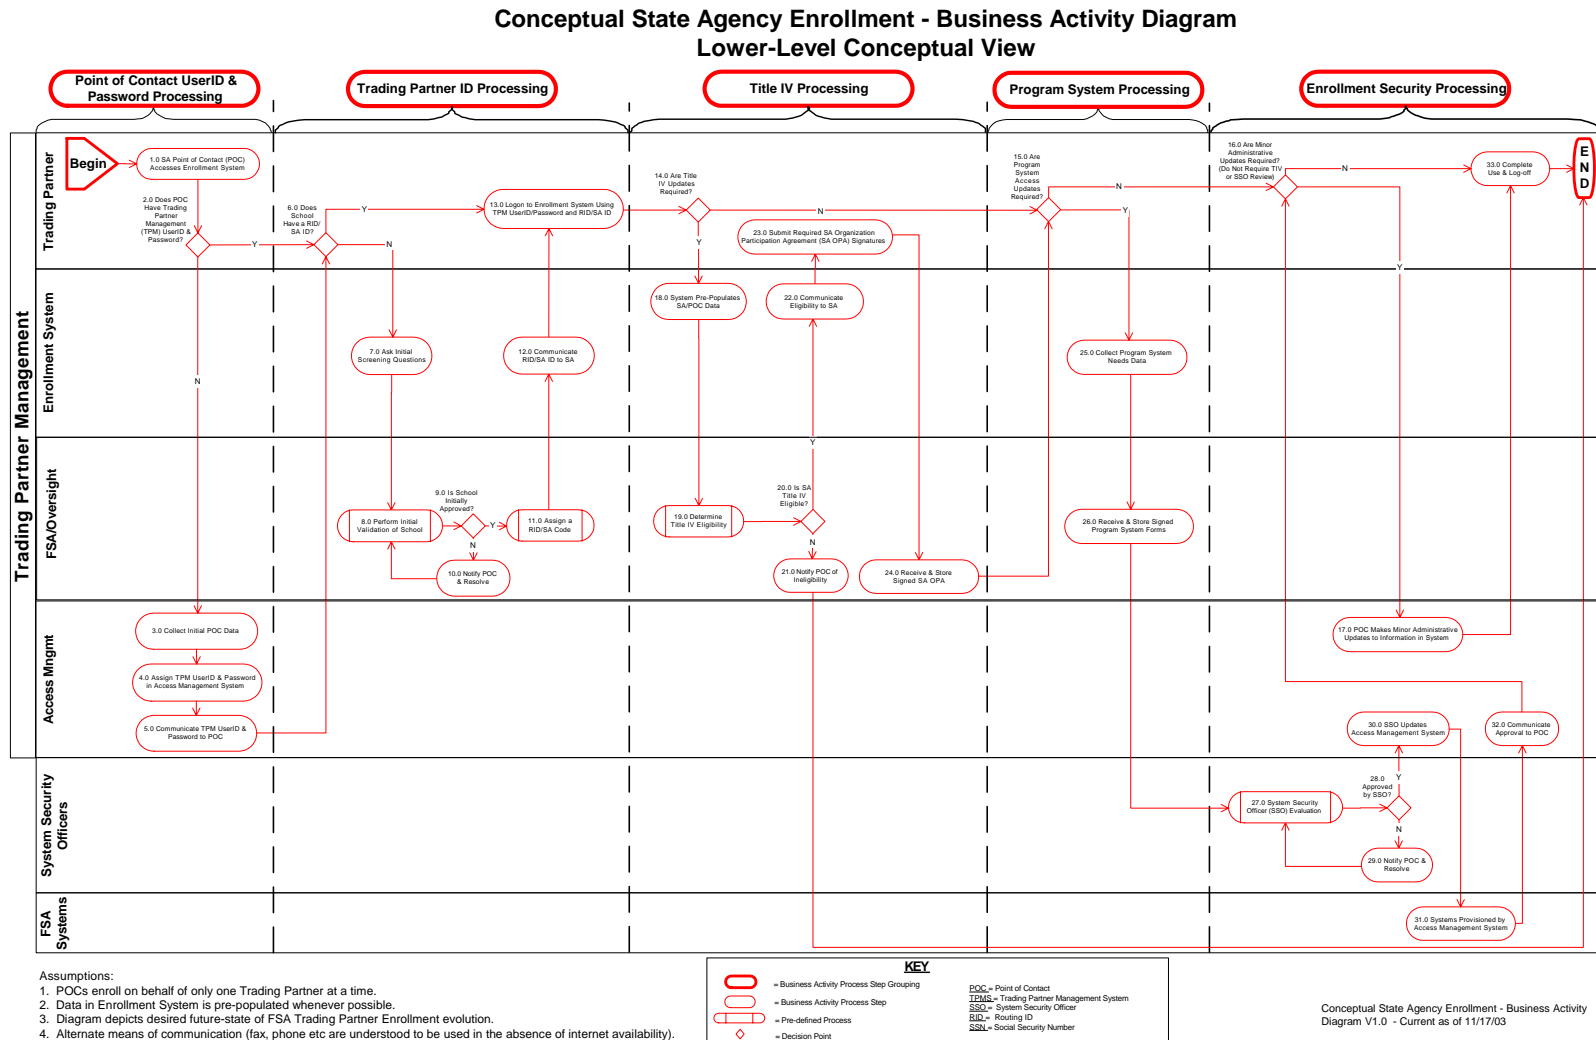 Conceptual State Agency Enrollment - Business Activity Diagram
Lower-Level Conceptual View
Point of Contact UserID &
Password Processing
Trading Partner ID Processing
Title IV Processing
Program System Processing
Enrollment Security Processing
Trading Partner Management
Trading Partner
Enrollment System
FSA/Oversight
Access Mngmt
System Security
Officers
FSA
Systems
Begin
1.0 SA Point of Contact (POC)
Accesses Enrollment System
2.0 Does POC
Have Trading
Partner
Management
(TPM) UserID &
Password?
Y
N
3.0 Collect Initial POC Data
4.0 Assign TPM UserID & Password
in Access Management System
5.0 Communicate TPM UserID &
Password to POC
6.0 Does
School
Have a RID/
SA ID?
Y
N
7.0 Ask Initial
Screening Questions
8.0 Perform Initial
Validation of School
9.0 Is School
Initially
Approved?
Y
N
10.0 Notify POC
& Resolve
11.0 Assign a
RID/SA Code
12.0 Communicate
RID/SA ID to SA
13.0 Logon to Enrollment System Using
TPM UserID/Password and RID/SA ID
14.0 Are Title
IV Updates
Required?
N
Y
18.0 System Pre-Populates
SA/POC Data
19.0 Determine
Title IV Eligibility
20.0 Is SA
Title IV
Eligible?
Y
N
21.0 Notify POC of
Ineligibility
22.0 Communicate
Eligibility to SA
23.0 Submit Required SA Organization
Participation Agreement (SA OPA) Signatures
24.0 Receive & Store
Signed SA OPA
15.0 Are
Program
System
Access
Updates
Required?
N
Y
25.0 Collect Program System
Needs Data
26.0 Receive & Store Signed
Program System Forms
16.0 Are Minor
Administrative
Updates Required?
(Do Not Require TIV
or SSO Review)
N
Y
33.0 Complete
Use & Log-off
E
N
D
17.0 POC Makes Minor Administrative
Updates to Information in System
27.0 System Security
Officer (SSO) Evaluation
28.0
Approved
by SSO?
Y
N
29.0 Notify POC &
Resolve
30.0 SSO Updates
Access Management System
31.0 Systems Provisioned by
Access Management System
32.0 Communicate
Approval to POC
Assumptions:
1. POCs enroll on behalf of only one Trading Partner at a time.
2. Data in Enrollment System is pre-populated whenever possible.
3. Diagram depicts desired future-state of FSA Trading Partner Enrollment evolution.
4. Alternate means of communication (fax, phone etc are understood to be used in the absence of internet availability).
KEY
= Business Activity Process Step Grouping
= Business Activity Process Step
= Pre-defined Process
= Decision Point
POC = Point of Contact
TPMS = Trading Partner Management System
SSO = System Security Officer
RID = Routing ID
SSN = Social Security Number
Conceptual State Agency Enrollment - Business Activity
Diagram V1.0 - Current as of 11/17/03